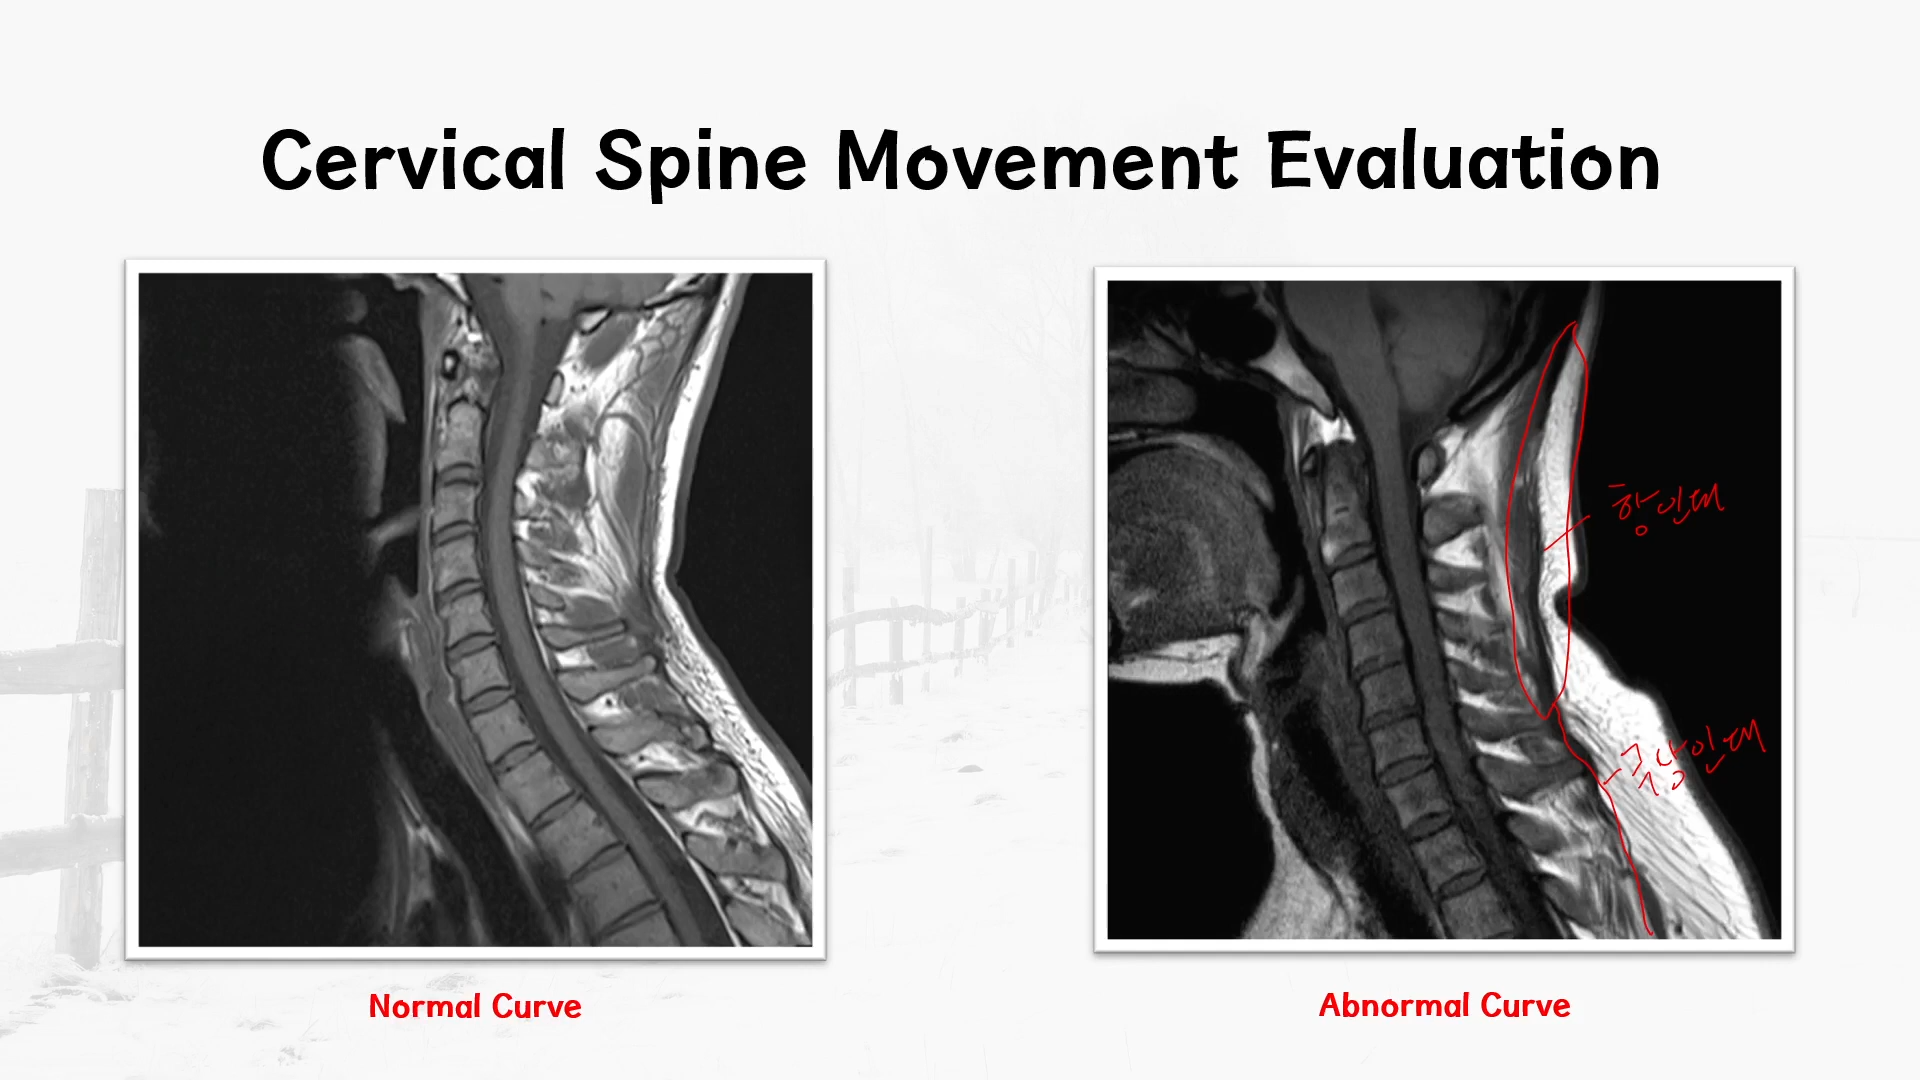 Cervical Spine Movement Evaluation
항인대
극상인대
Normal Curve
Abnormal Curve